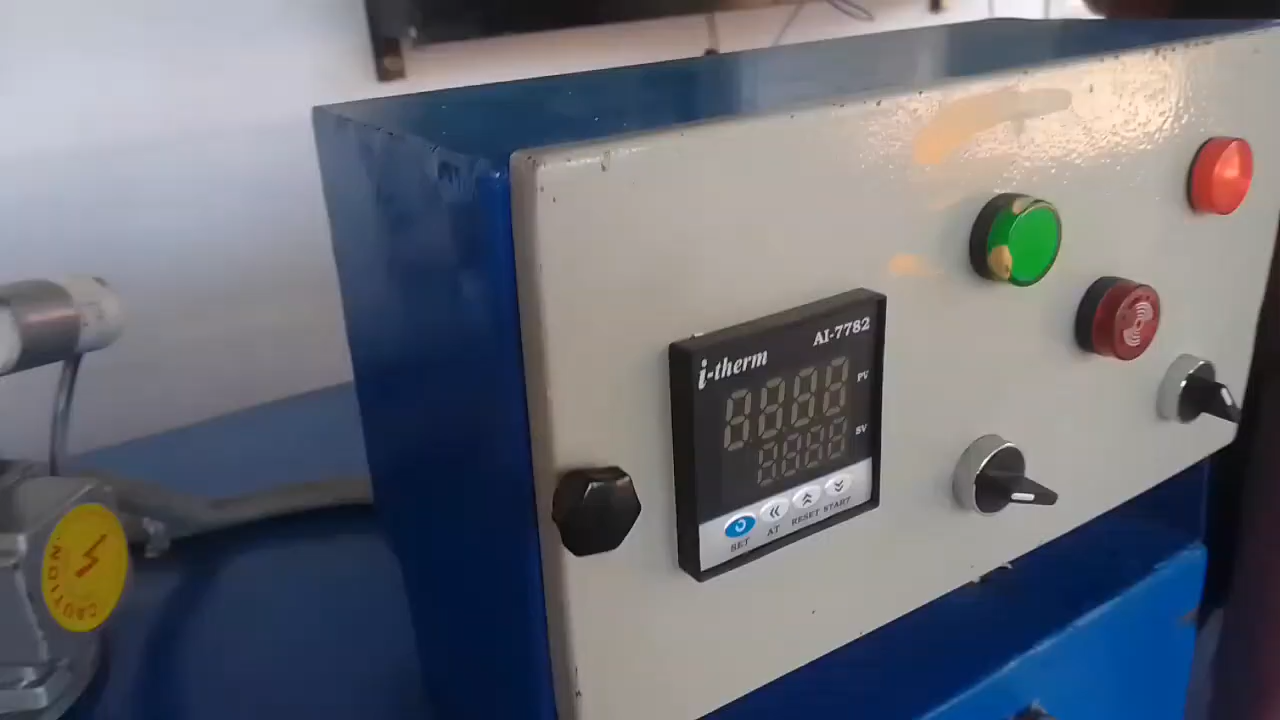 i-therm
AI-7782
PV
SV
SET
AT
RESET
START
CAUTION